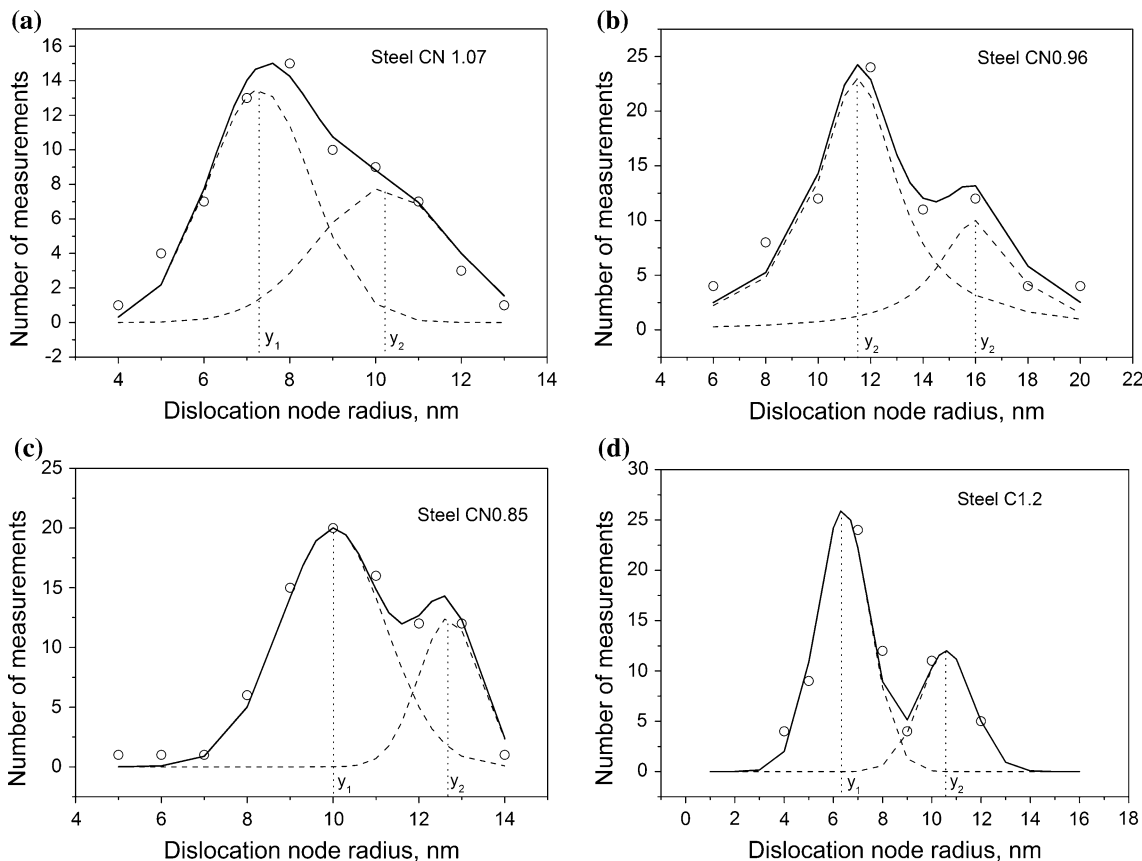 (a)
Steel CN 1.07
Number of measurements
16
14
12
10
8
6
4
2
0
-2
y1
y2
4 6 8 10 12 14
Dislocation node radius, nm
(b)
Steel CN0.96
Number of measurements
25
20
15
10
5
0
y2
y2
4 6 8 10 12 14 16 18 20 22
Dislocation node radius, nm
(c)
Steel CN0.85
Number of measurements
25
20
15
10
5
0
y1
y2
4 6 8 10 12 14
Dislocation node radius, nm
(d)
Steel C1.2
Number of measurements
30
25
20
15
10
5
0
y1
y2
0 2 4 6 8 10 12 14 16 18
Dislocation node radius, nm